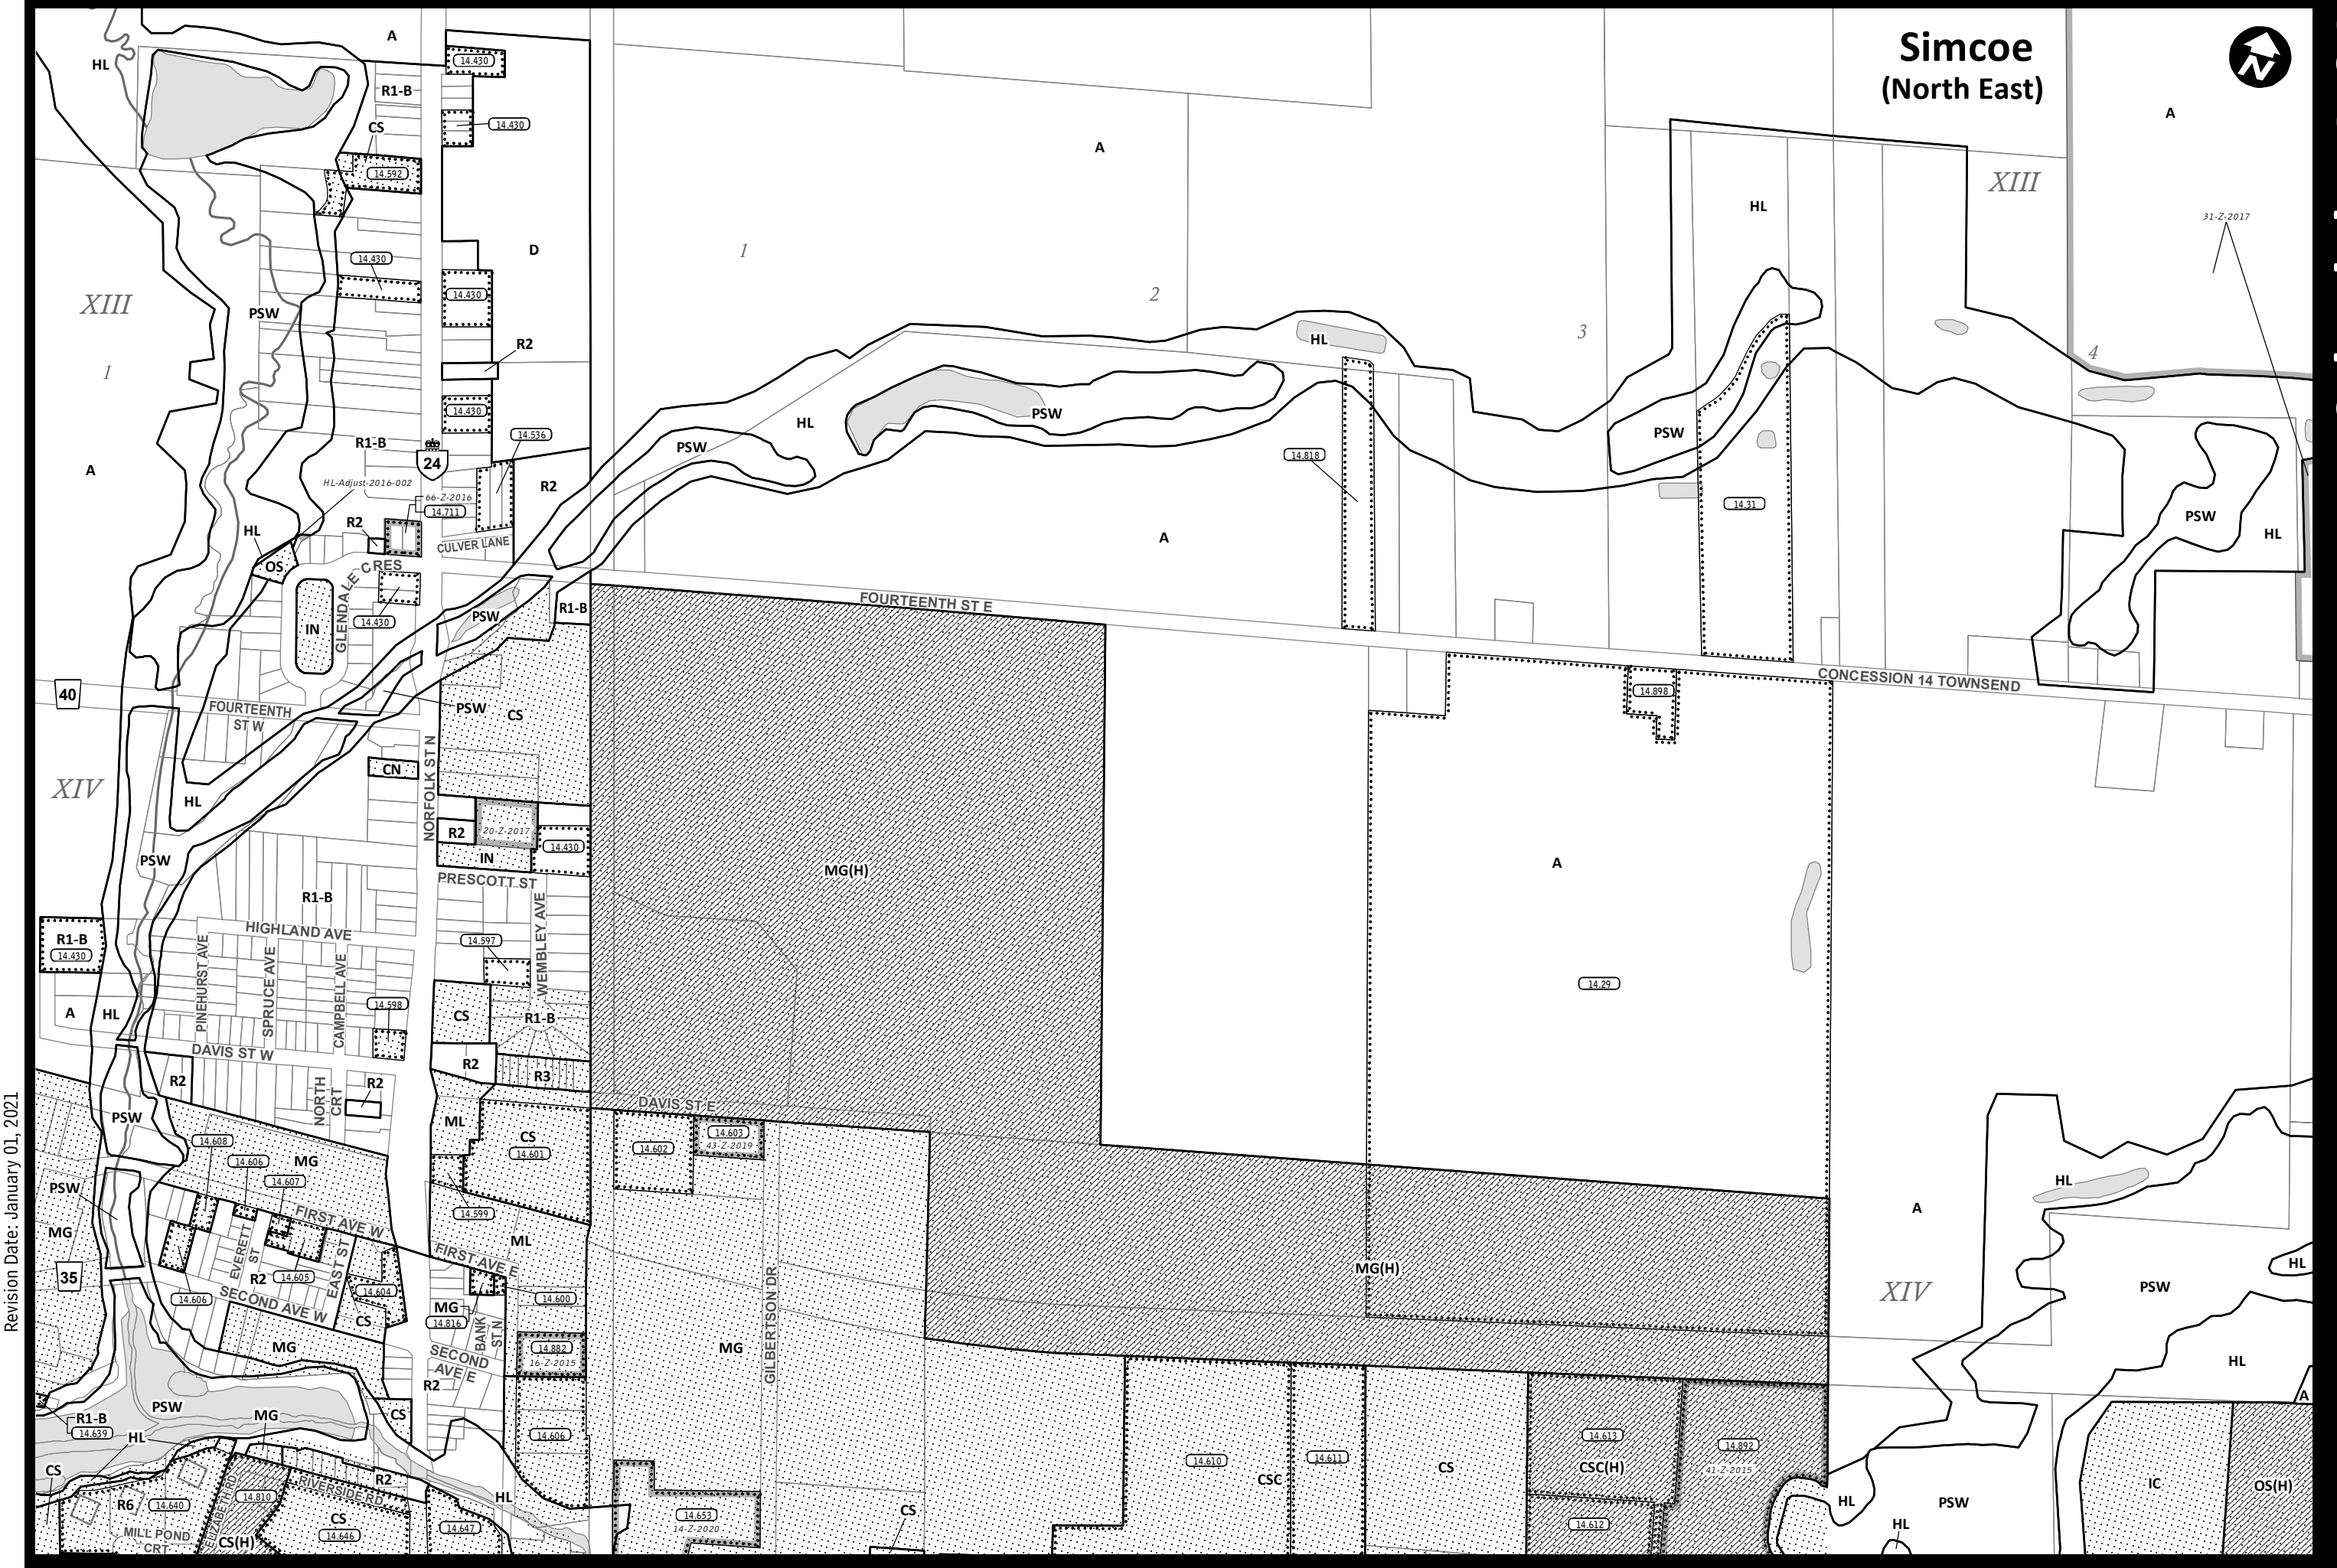 Simcoe
(North East)
N
A
HL
14.430
A
R1-B
CS
14.430
A
14.592
XIII
HL
31-Z-2017
D
1
14.430
2
14.430
XIII
PSW
3
R2
HL
4
1
14.430
PSW
HL
14.536
PSW
R1-B
PSW
24
14.818
A
HL-Adjust-2016-002
R2
66-Z-2016
14.711
14.31
PSW
R2
HL
HL
A
CULVER LANE
OS
GLENDALE CRES
FOURTEENTH ST E
PSW
R1-B
IN
14.430
CONCESSION 14 TOWNSEND
14.898
40
FOURTEENTH
ST W
PSW
CS
NORFOLK ST N
CN
XIV
HL
R2
20-Z-2017
14.430
IN
PSW
A
MG(H)
PRESCOTT ST
R1-B
WEMBLEY AVE
HIGHLAND AVE
R1-B
14.430
14.597
PINEHURST AVE
SPRUCE AVE
CAMPBELL AVE
14.29
14.598
A
HL
CS
R1-B
DAVIS ST W
R2
R3
R2
R2
NORTH
CRT
DAVIS ST E
PSW
ML
CS
14.601
14.602
14.603
43-Z-2019
14.608
14.606
MG
14.607
HL
PSW
14.599
A
FIRST AVE W
MG
ML
EVERETT
ST
EAST ST
FIRST AVE E
HL
35
R2
14.605
14.604
MG(H)
PSW
XIV
14.606
SECOND AVE W
CS
MG
14.816
14.600
BANK
ST N
GILBERTSON DR
MG
14.882
16-Z-2015
MG
SECOND
AVE E
HL
R2
A
PSW
MG
CS
R1-B
14.639
HL
14.606
14.613
14.892
14.610
14.611
CS
CSC
CS
CSC(H)
41-Z-2015
R2
IC
OS(H)
R6
14.640
ELIZABETH RD
14.810
RIVERSIDE RD
HL
HL
PSW
CS
14.653
14-Z-2020
CS
14.646
14.647
14.612
HL
MILL POND
CRT
CS(H)
Revision Date: January 01, 2021